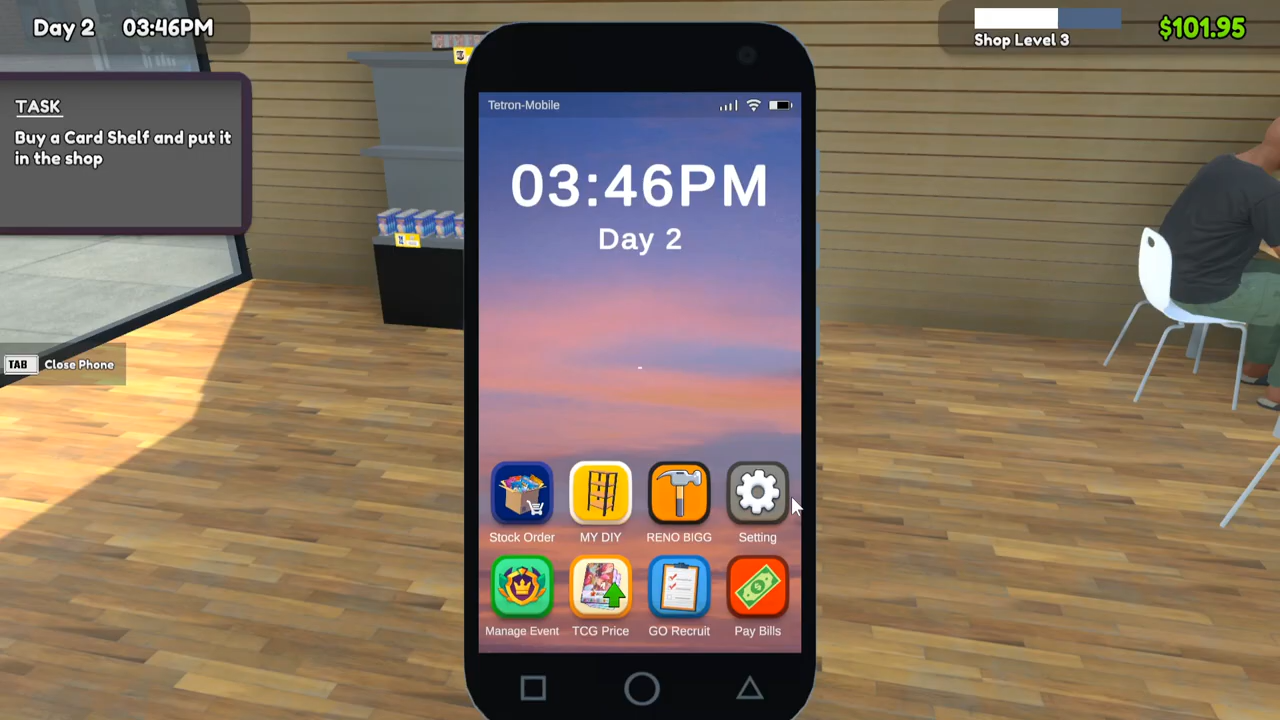 Day 2 03:46PM
Shop Level 3
$101.95
TASK
Buy a Card Shelf and put it
in the shop
TAB Close Phone
Tetron-Mobile
03:46PM
Day 2
Stock Order MY DIY RENO BIGG Setting
Manage Event TCG Price GO Recruit Pay Bills